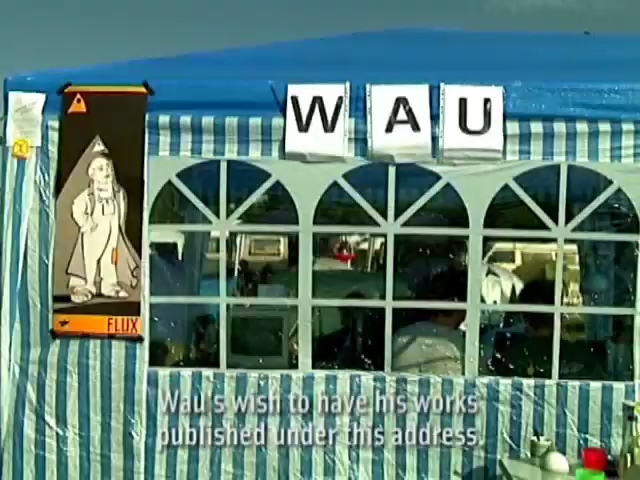 WAU
FLUX
Wau's wish to have his works
published under this address.